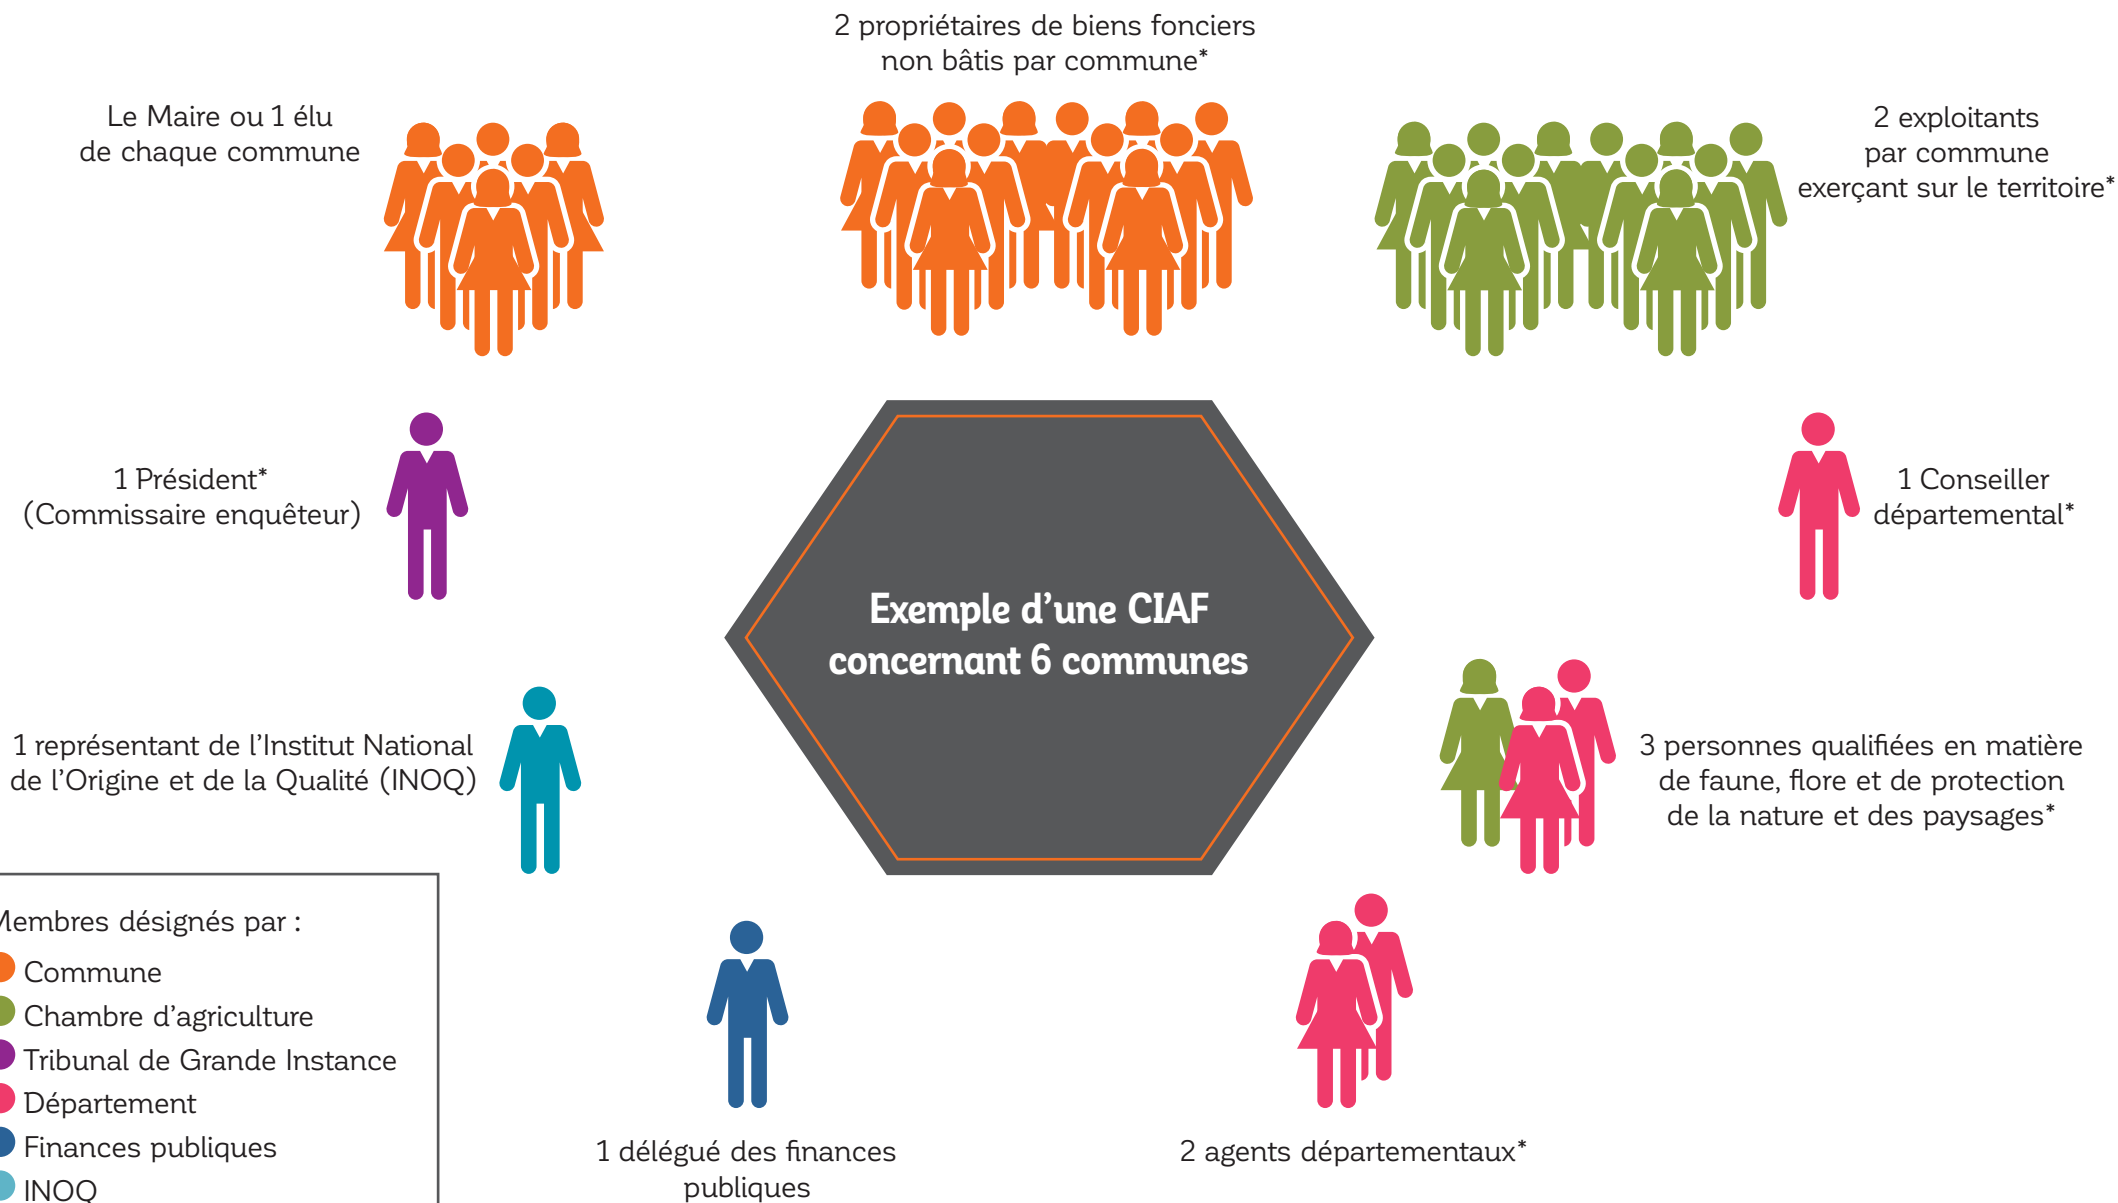 2 propriétaires de biens fonciers
non bâtis par commune*
Le Maire ou 1 élu
de chaque commune
2 exploitants
par commune
exerçant sur le territoire*
1 Président*
(Commissaire enquêteur)
1 Conseiller
départemental*
Exemple d'une CIAF
concernant 6 communes
1 représentant de l'Institut National
de l'Origine et de la Qualité (INOQ)
3 personnes qualifiées en matière
de faune, flore et de protection
de la nature et des paysages*
Membres désignés par :
Commune
Chambre d'agriculture
Tribunal de Grande Instance
Département
Finances publiques
INOQ
1 délégué des finances
publiques
2 agents départementaux*